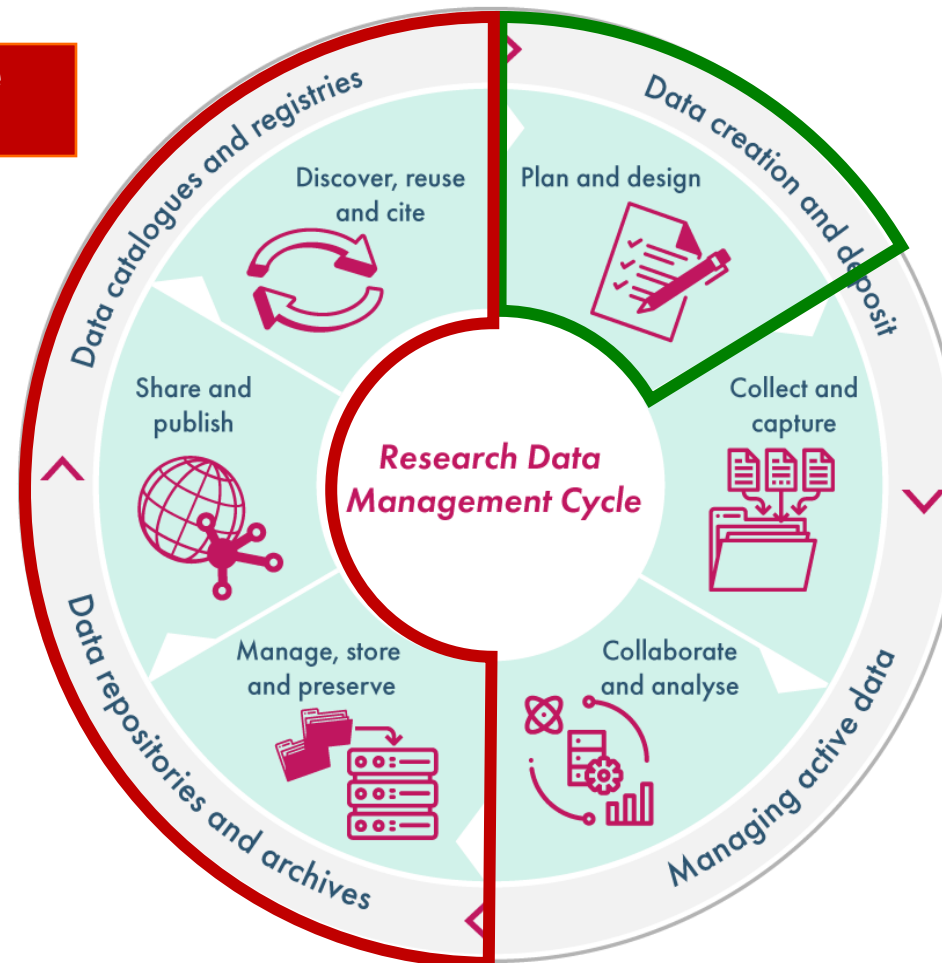 Data catalogues and registries
Data creation and deposit
Discover, reuse
and cite
Plan and design
Share and
publish
Collect and
capture
Research Data
Management Cycle
Manage, store
and preserve
Collaborate
and analyse
Data repositories and archives
Managing active data